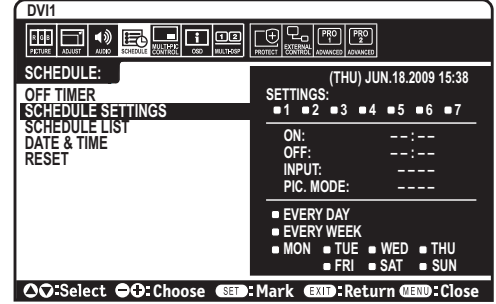 DVI1
RGB 1 2 PRO 1 PRO 2
PICTURE ADJUST AUDIO SCHEDULE MULTI-PIC CONTROL OSD MULTI-DSP PROTECT EXTERNAL CONTROL ADVANCED ADVANCED
SCHEDULE:
OFF TIMER
SCHEDULE SETTINGS
SCHEDULE LIST
DATE & TIME
RESET
(THU) JUN.18.2009 15:38
SETTINGS:
1 2 3 4 5 6 7
ON: --:--
OFF: --:--
INPUT: ----
PIC. MODE: ----
EVERY DAY
EVERY WEEK
MON TUE WED THU
FRI SAT SUN
:Select :Choose SET:Mark EXIT:Return MENU:Close